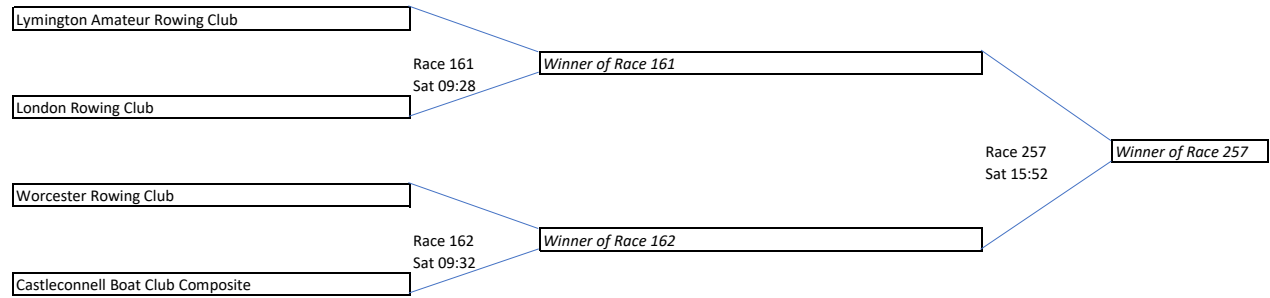 Lymington Amateur Rowing Club
Race 161
Sat 09:28
Winner of Race 161
London Rowing Club
Race 257
Sat 15:52
Winner of Race 257
Worcester Rowing Club
Race 162
Sat 09:32
Winner of Race 162
Castleconnell Boat Club Composite